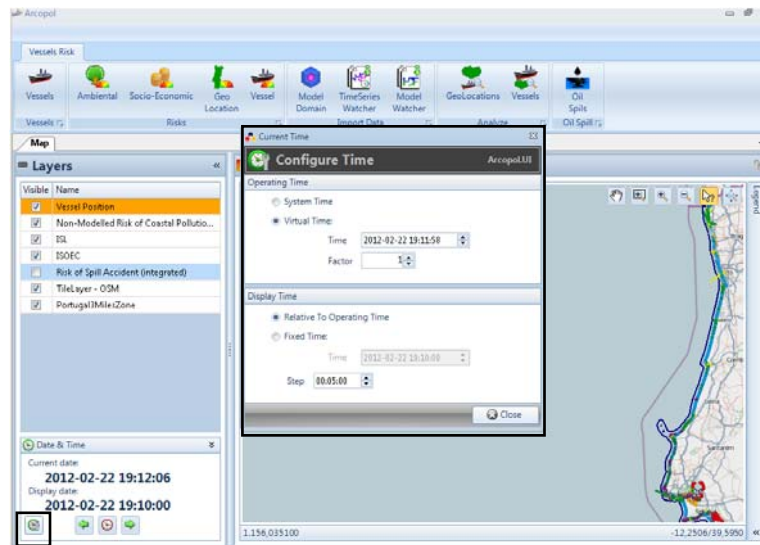 Arcopol
Vessels Risk
Vessels
Ambiental
Socio-Economic
Geo Location
Vessel
Model Domain
TimeSeries Watcher
Model Watcher
GeoLocations
Vessels
Oil Spils
Vessels
Risks
Import Data
Analyze
Oil Spill
Map
Layers
Visible Name
Vessel Position
Non-Modelled Risk of Coastal Pollutio...
ISL
ISOEC
Risk of Spill Accident (integrated)
TileLayer - OSM
Portugal3MilesZone
Date & Time
Current date:
2012-02-22 19:12:06
Display date:
2012-02-22 19:10:00
Current Time
Configure Time
Arcopol.UI
Operating Time
System Time
Virtual Time:
Time 2012-02-22 19:11:58
Factor 1
Display Time
Relative To Operating Time
Fixed Time:
Time 2012-02-22 19:10:00
Step 00:05:00
Close
Legend
Santarém
1.156,035100
-12,2506/39,5950